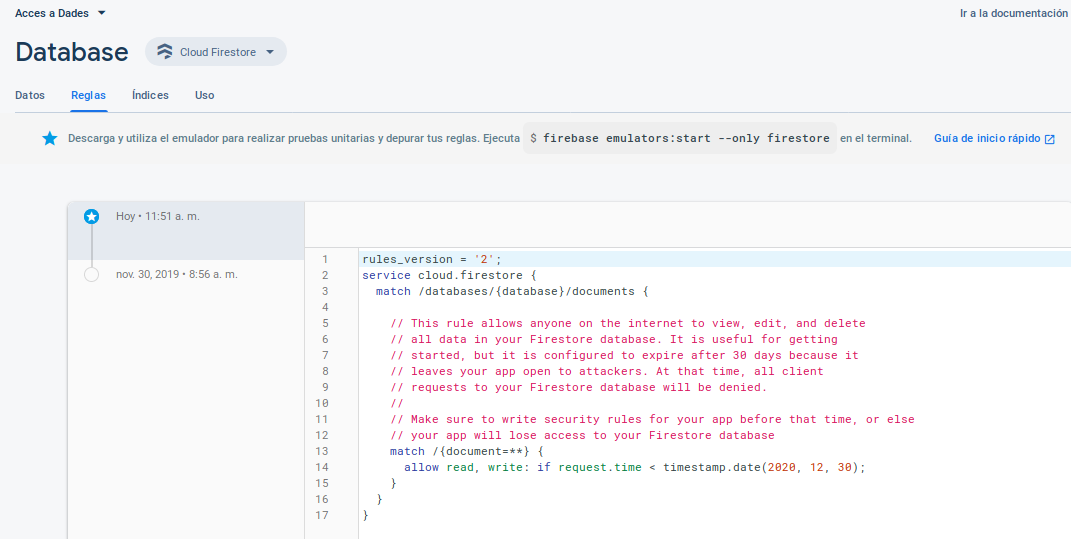 Acces a Dades
Ir a la documentación
Database
Cloud Firestore
Datos Reglas Índices Uso
Descarga y utiliza el emulador para realizar pruebas unitarias y depurar tus reglas. Ejecuta $ firebase emulators:start --only firestore en el terminal. Guía de inicio rápido
Hoy • 11:51 a. m.
nov. 30, 2019 • 8:56 a. m.
1 rules_version = '2';
2 service cloud.firestore {
3 match /databases/{database}/documents {
4
5 // This rule allows anyone on the internet to view, edit, and delete
6 // all data in your Firestore database. It is useful for getting
7 // started, but it is configured to expire after 30 days because it
8 // leaves your app open to attackers. At that time, all client
9 // requests to your Firestore database will be denied.
10 //
11 // Make sure to write security rules for your app before that time, or else
12 // your app will lose access to your Firestore database
13 match /{document=**} {
14 allow read, write: if request.time < timestamp.date(2020, 12, 30);
15 }
16 }
17 }